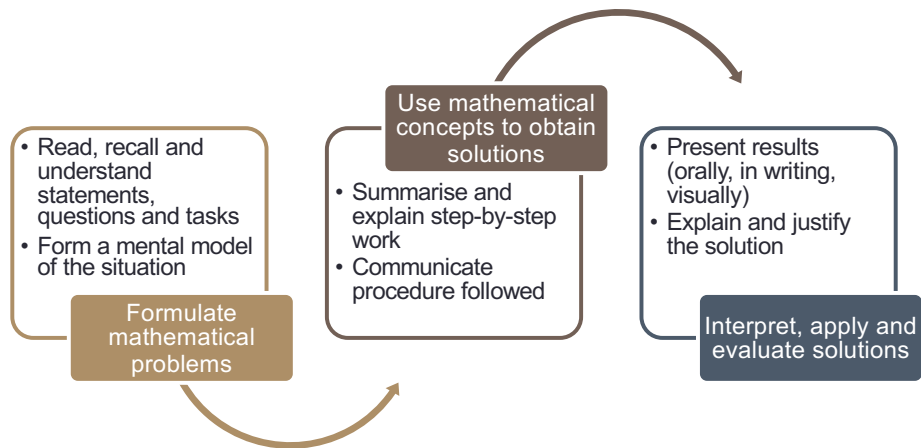 • Read, recall and
understand
statements,
questions and tasks
• Form a mental model
of the situation
Formulate
mathematical
problems
Use mathematical
concepts to obtain
solutions
• Summarise and
explain step-by-step
work
• Communicate
procedure followed
• Present results
(orally, in writing,
visually)
• Explain and justify
the solution
Interpret, apply and
evaluate solutions